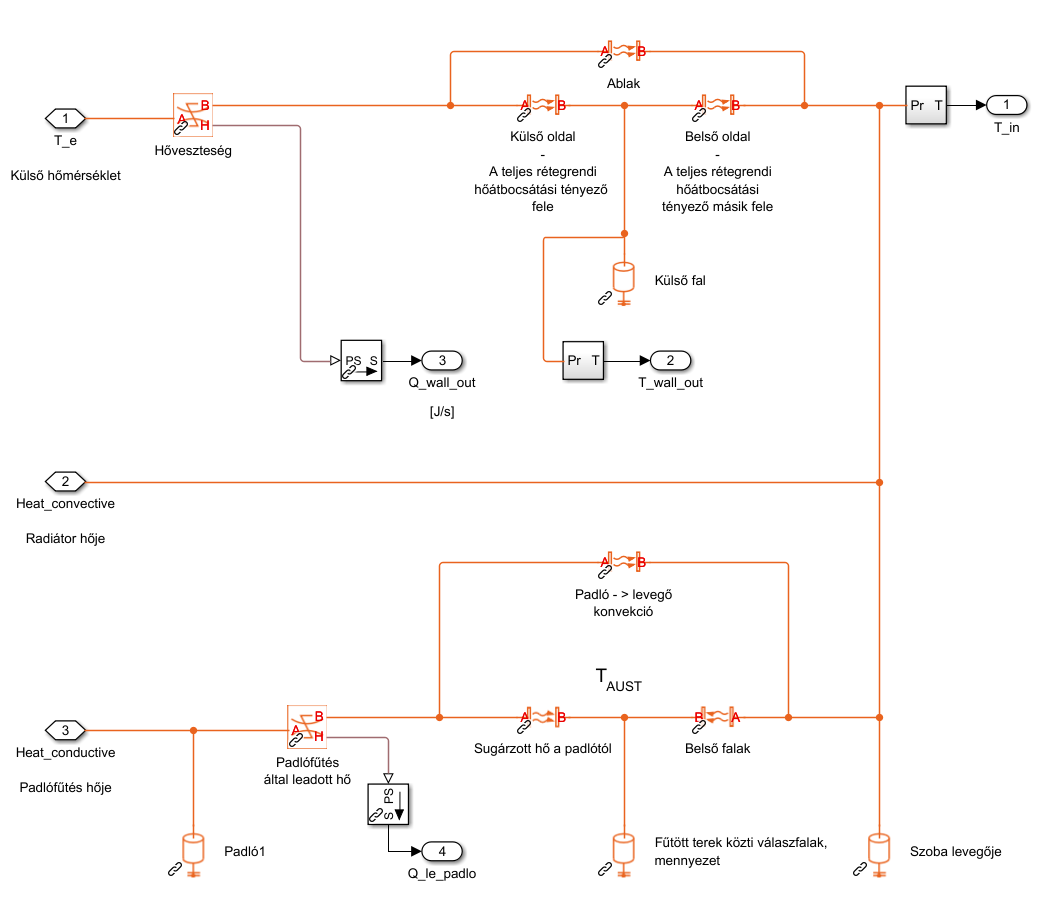 A B
Ablak
1
T_e
Külső hőmérséklet
B
A
H
Hőveszteség
A B
Külső oldal
-
A teljes rétegrendi
hőátbocsátási tényező
fele
A B
Belső oldal
-
A teljes rétegrendi
hőátbocsátási
tényező másik fele
Pr T
1
T_in
Külső fal
PS S
3
Q_wall_out
[J/s]
Pr T
2
T_wall_out
2
Heat_convective
Radiátor hője
A B
Padló - > levegő
konvekció
T AUST
3
Heat_conductive
Padlófűtés hője
B
A
H
Padlófűtés
által leadott hő
A B
Sugárzott hő a padlótól
B A
Belső falak
PS
S
4
Q_le_padlo
Padló1
Fűtött terek közti válaszfalak,
mennyezet
Szoba levegője